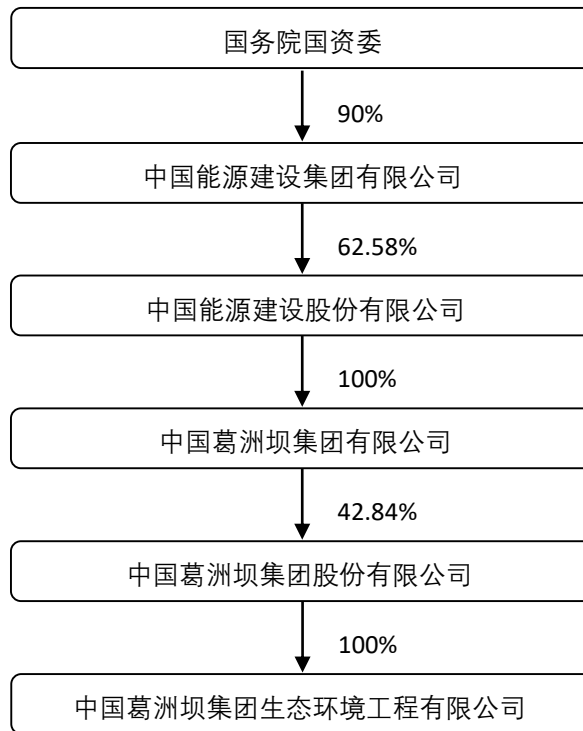 国务院国资委
90%
中国能源建设集团有限公司
62.58%
中国能源建设股份有限公司
100%
中国葛洲坝集团有限公司
42.84%
中国葛洲坝集团股份有限公司
100%
中国葛洲坝集团生态环境工程有限公司